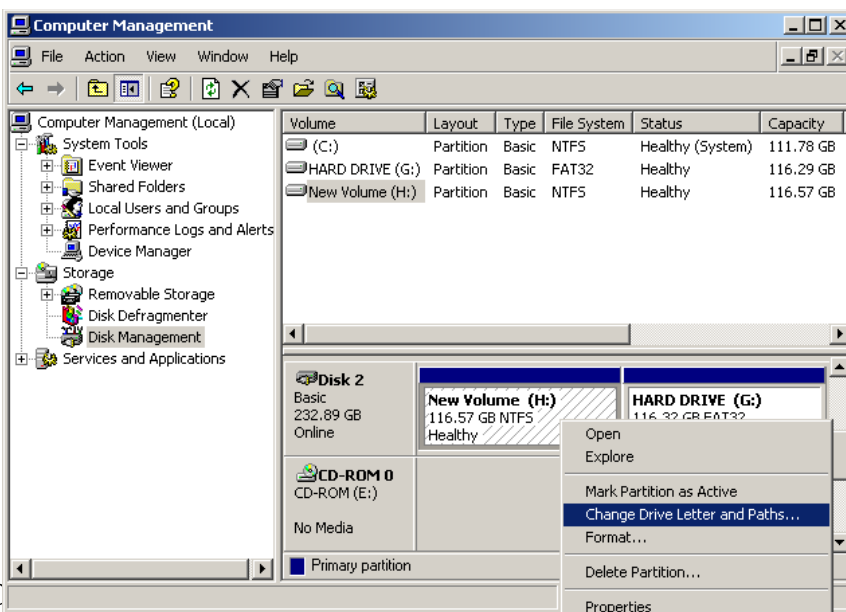 Computer Management
File Action View Window Help
Computer Management (Local)
System Tools
Event Viewer
Shared Folders
Local Users and Groups
Performance Logs and Alerts
Device Manager
Storage
Removable Storage
Disk Defragmenter
Disk Management
Services and Applications
Volume Layout Type File System Status Capacity
(C:) Partition Basic NTFS Healthy (System) 111.78 GB
HARD DRIVE (G:) Partition Basic FAT32 Healthy 116.29 GB
New Volume (H:) Partition Basic NTFS Healthy 116.57 GB
Disk 2
Basic
232.89 GB
Online
New Volume (H:)
116.57 GB NTFS
Healthy
HARD DRIVE (G:)
116.32 GB FAT32
CD-ROM 0
CD-ROM (E:)
No Media
Primary partition
Open
Explore
Mark Partition as Active
Change Drive Letter and Paths...
Format...
Delete Partition...
Properties